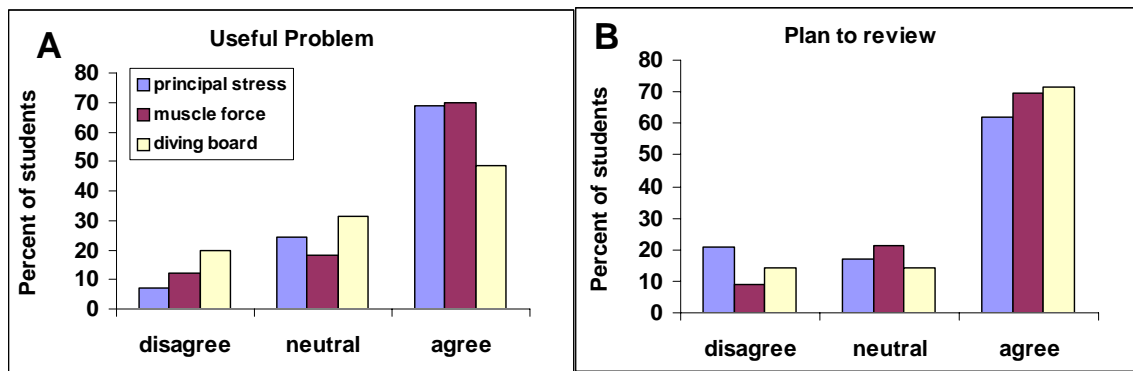 A
Useful Problem
Percent of students
80
70
60
50
40
30
20
10
0
principal stress
muscle force
diving board
disagree neutral agree
B
Plan to review
Percent of students
80
70
60
50
40
30
20
10
0
disagree neutral agree